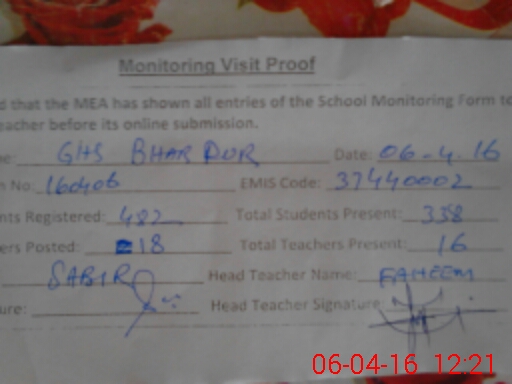 Monitoring Visit Proof
d that the MEA has shown all entries of the School Monitoring Form to
eacher before its online submission.
me: GHS BHARPUR Date: 06-4.16
n No: 160406 EMIS Code: 37440002
nts Registered: 482 Total Students Present: 338
ers Posted: 18 Total Teachers Present: 16
SABIR Head Teacher Name: FAHEEM
ure: Head Teacher Signature:
06-04-16 12:21